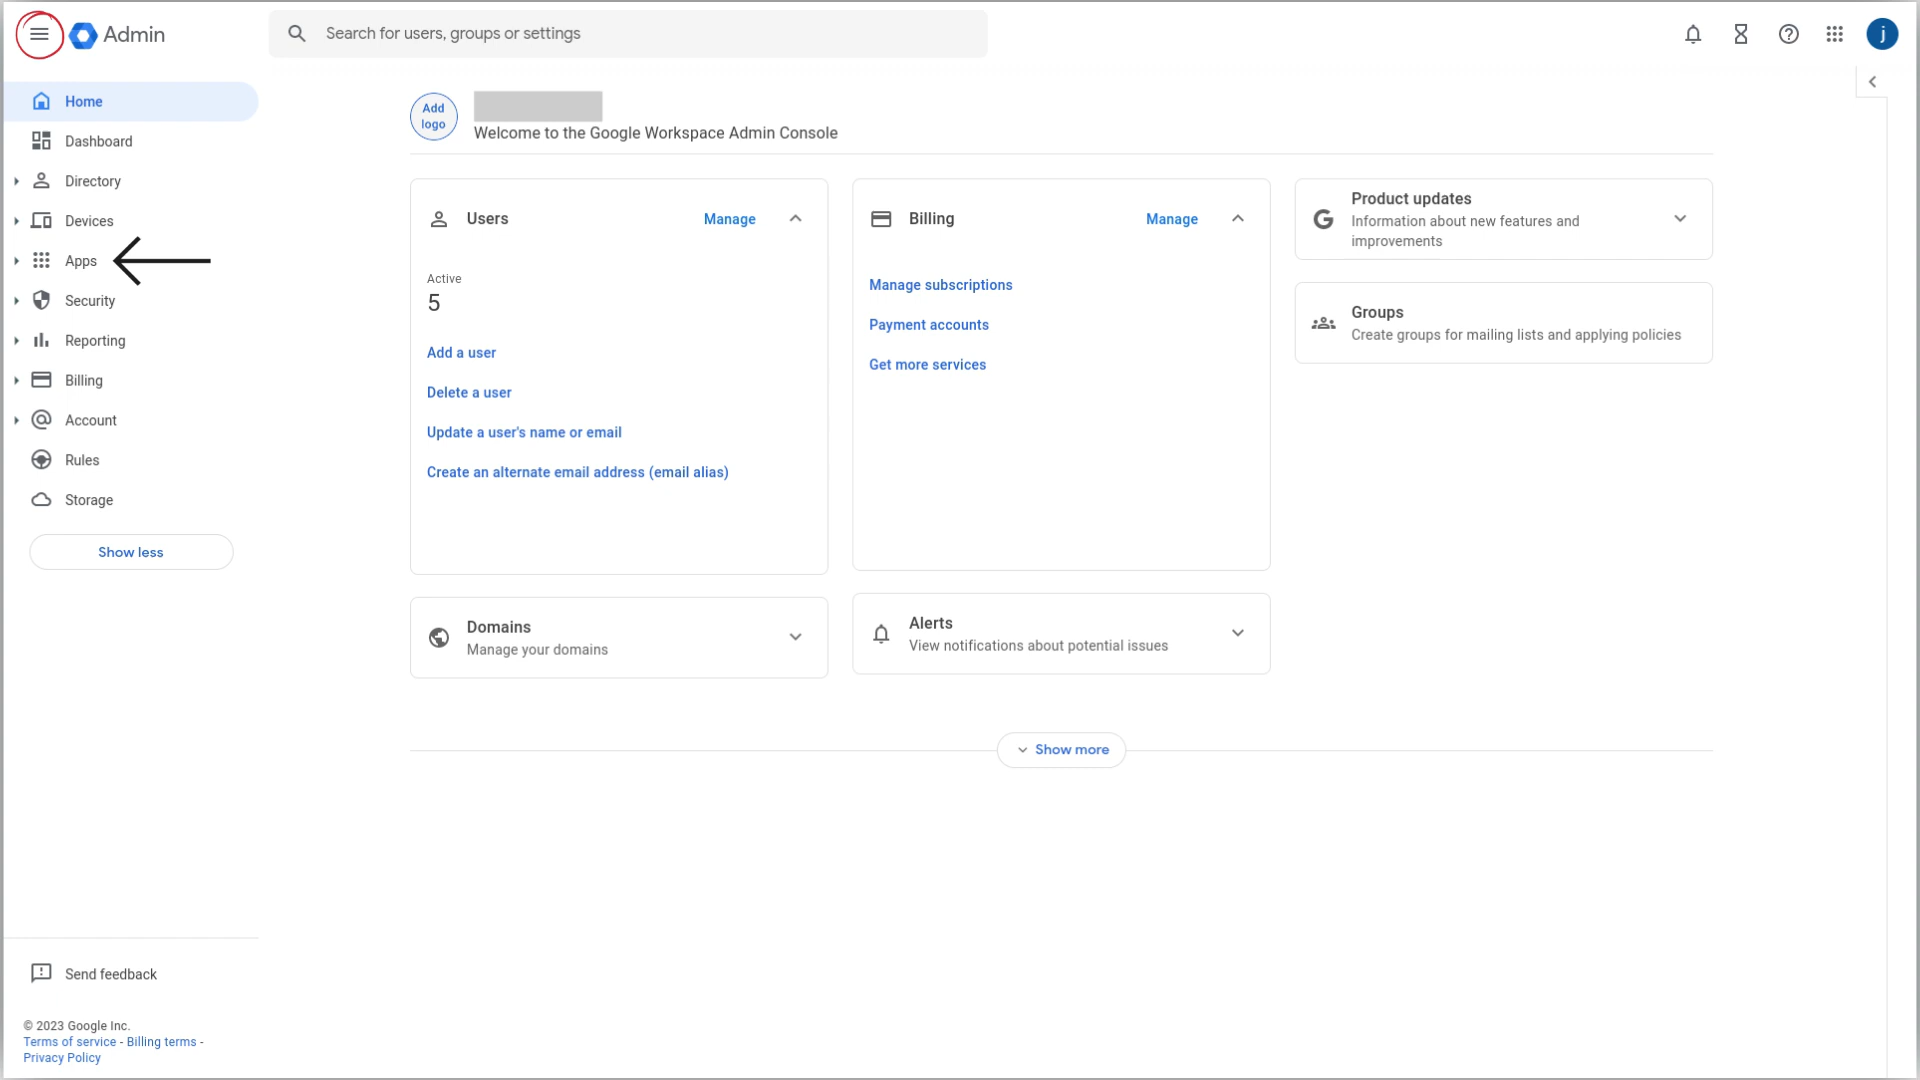 Admin
Search for users, groups or settings
j
Home
Dashboard
Directory
Devices
Apps
Security
Reporting
Billing
Account
Rules
Storage
Show less
Add
logo
Welcome to the Google Workspace Admin Console
Users
Manage
Active
5
Add a user
Delete a user
Update a user's name or email
Create an alternate email address (email alias)
Billing
Manage
Manage subscriptions
Payment accounts
Get more services
Product updates
Information about new features and
improvements
Groups
Create groups for mailing lists and applying policies
Domains
Manage your domains
Alerts
View notifications about potential issues
Show more
Send feedback
© 2023 Google Inc.
Terms of service - Billing terms -
Privacy Policy